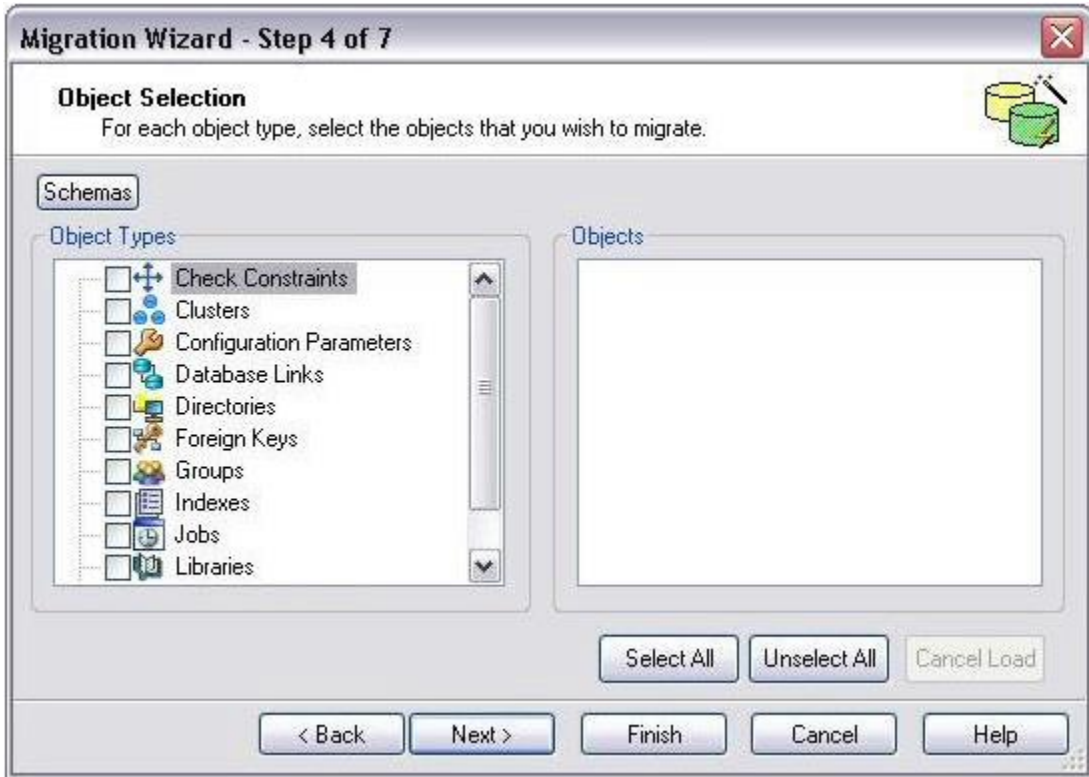 Migration Wizard - Step 4 of 7
Object Selection
For each object type, select the objects that you wish to migrate.
Schemas
Object Types
Check Constraints
Clusters
Configuration Parameters
Database Links
Directories
Foreign Keys
Groups
Indexes
Jobs
Libraries
Objects
Select All
Unselect All
Cancel Load
< Back
Next >
Finish
Cancel
Help